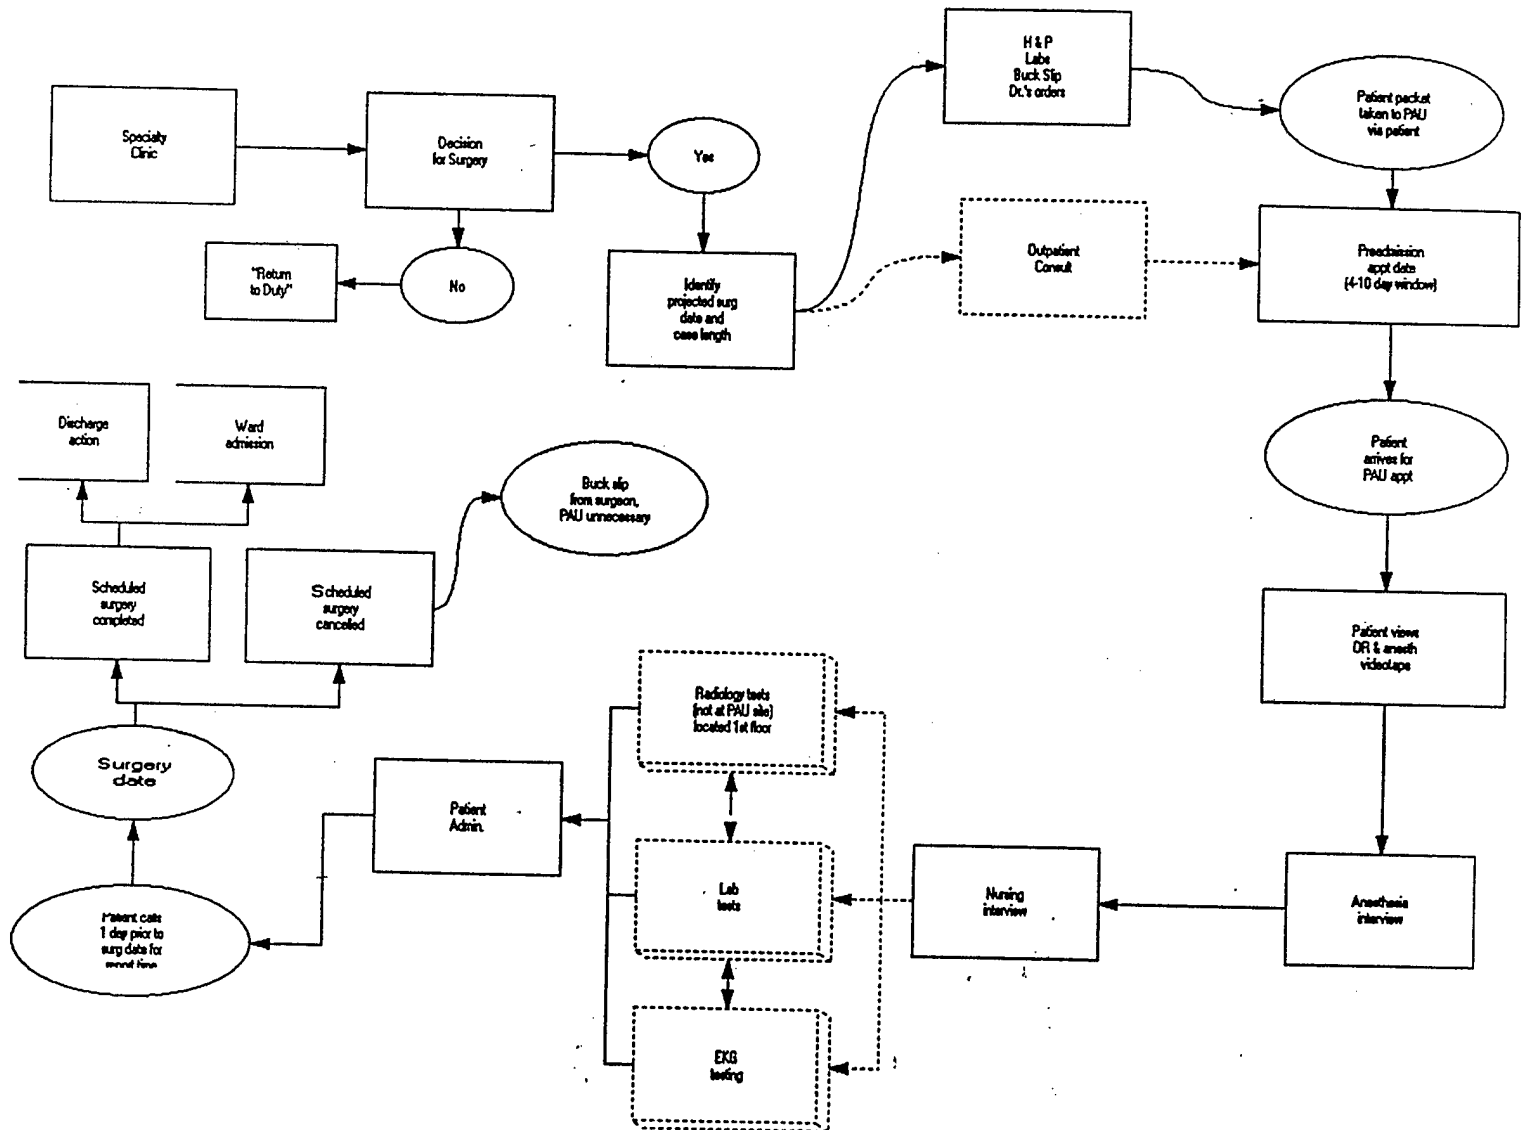 Specialty
Clinic
Decision
for Surgery
Yes
No
"Return
to Duty"
Identify
projected surg
date and
case length
H & P
Labs
Buck Slip
Dr.'s orders
Patient packet
taken to PAU
via patient
Outpatient
Consult
Preadmission
appt date
(4-10 day window)
Patient
arrives for
PAU appt
Patient views
OR & anesth
videotape
Anesthesia
interview
Nursing
interview
Radiology tests
(not at PAU site)
located 1st floor
Lab
tests
EKG
testing
Patient
Admin.
Patient calls
1 day prior to
surg date for
report time
Surgery
date
Scheduled
surgery
completed
Scheduled
surgery
cancelled
Buck slip
from surgeon,
PAU unnecessary
Discharge
action
Ward
admission